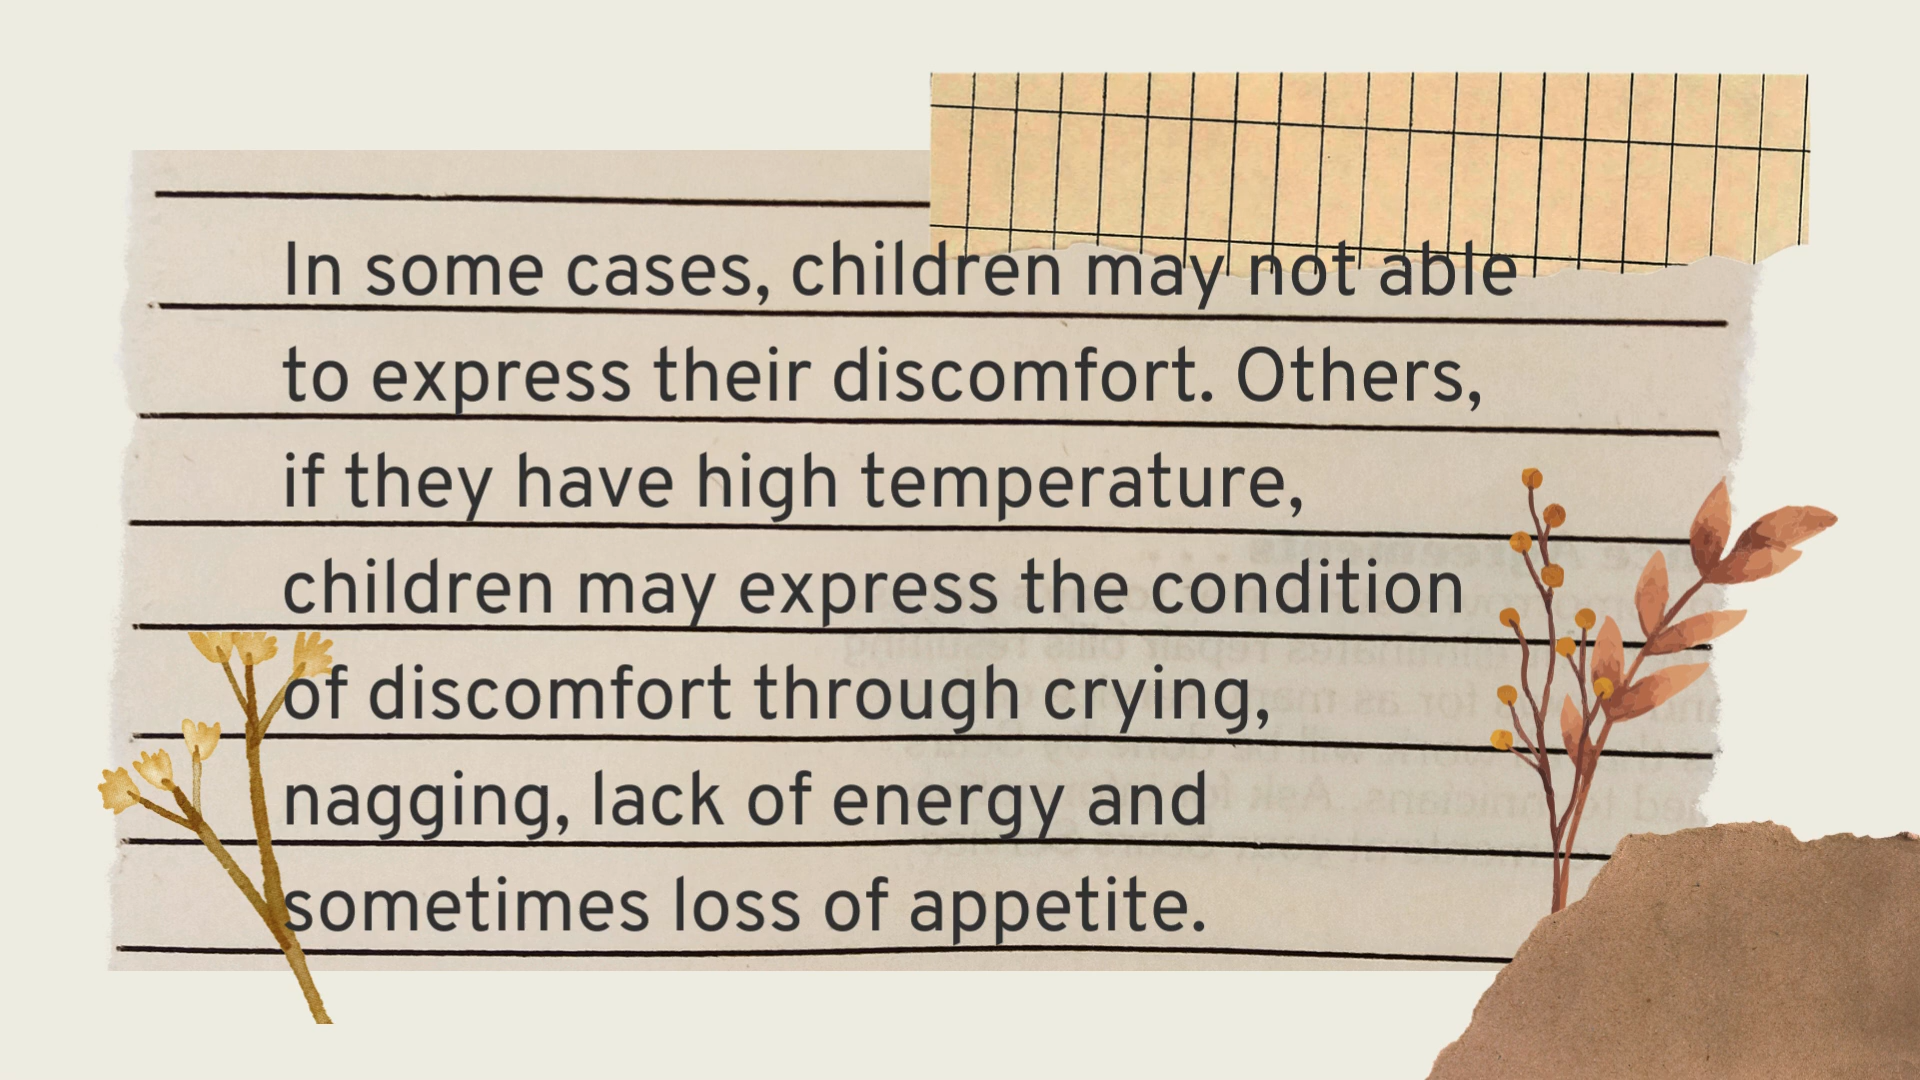 In some cases, children may not able
to express their discomfort. Others,
if they have high temperature,
children may express the condition
of discomfort through crying,
nagging, lack of energy and
sometimes loss of appetite.